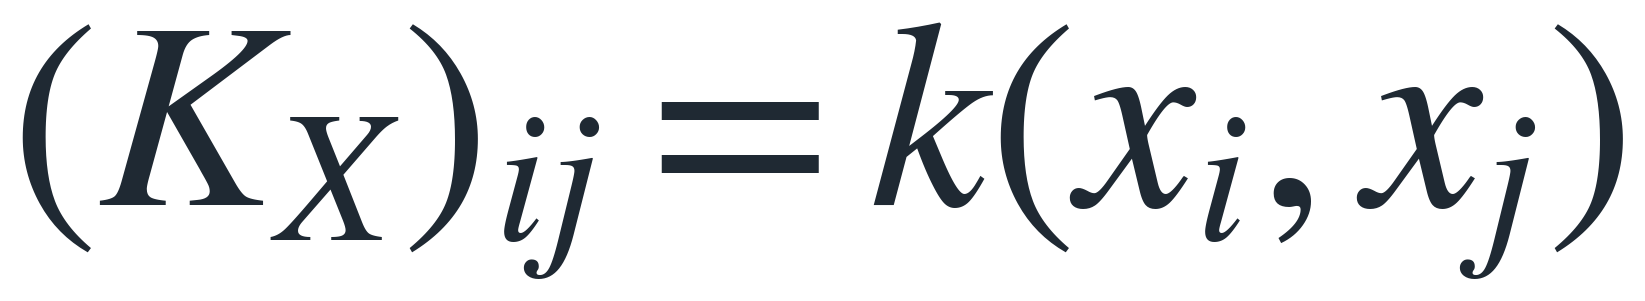 (K_X)_{ij} = k(x_i, x_j)